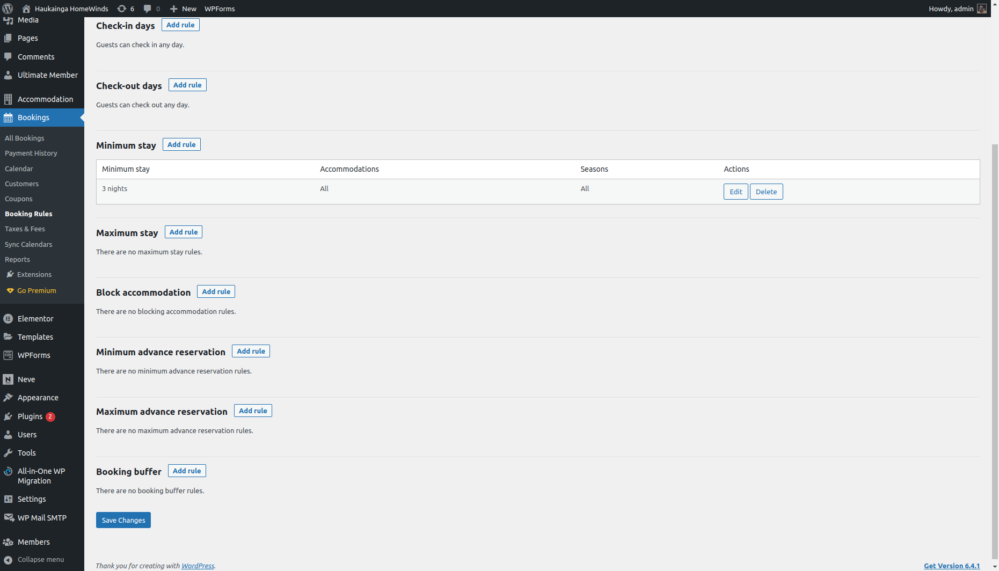 Haukainga HomeWinds 6 0 New WPForms Howdy, admin
Media
Pages
Comments
Ultimate Member
Accommodation
Bookings
All Bookings
Payment History
Calendar
Customers
Coupons
Booking Rules
Taxes & Fees
Sync Calendars
Reports
Extensions
Go Premium
Elementor
Templates
WPForms
Neve
Appearance
Plugins 2
Users
Tools
All-in-One WP
Migration
Settings
WP Mail SMTP
Members
Collapse menu
Check-in days Add rule
Guests can check in any day.
Check-out days Add rule
Guests can check out any day.
Minimum stay Add rule
Minimum stay Accommodations Seasons Actions
3 nights All All Edit Delete
Maximum stay Add rule
There are no maximum stay rules.
Block accommodation Add rule
There are no blocking accommodation rules.
Minimum advance reservation Add rule
There are no minimum advance reservation rules.
Maximum advance reservation Add rule
There are no maximum advance reservation rules.
Booking buffer Add rule
There are no booking buffer rules.
Save Changes
Thank you for creating with WordPress. Get Version 6.4.1